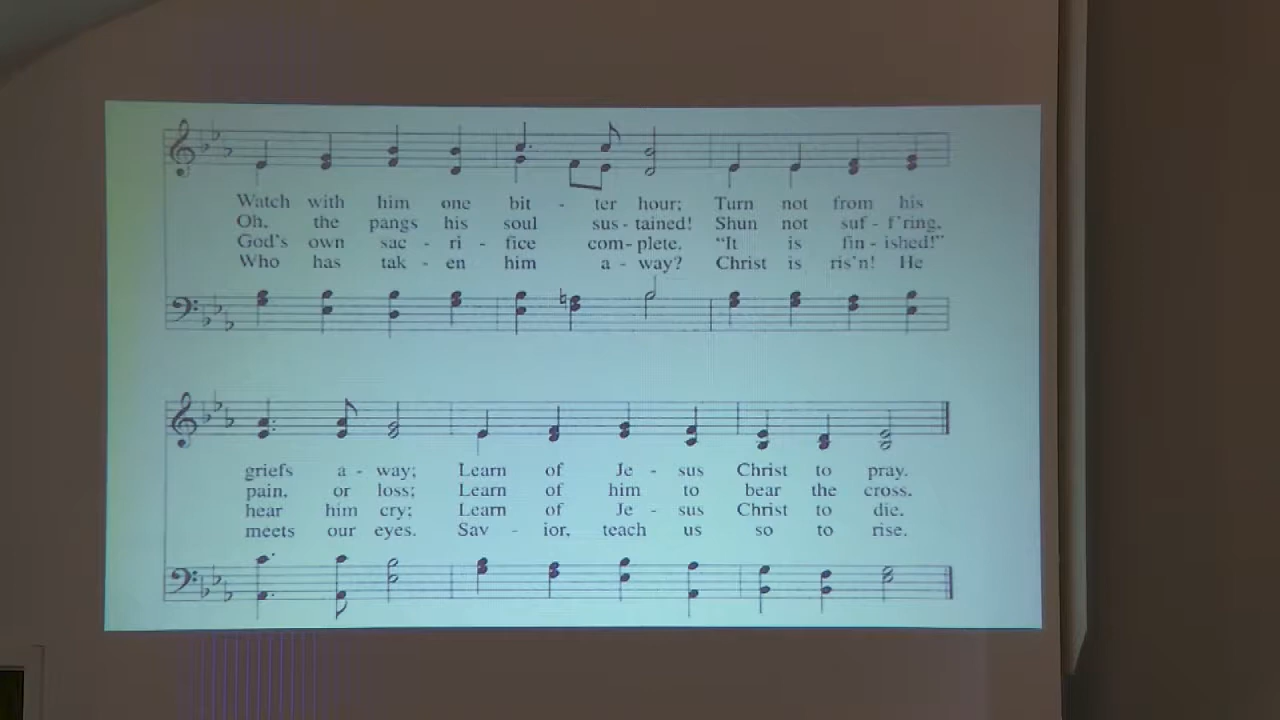 Watch with him one bit - ter hour; Turn not from his
Oh, the pangs his soul sus - tained! Shun not suf - f'ring,
God's own sac - ri - fice com - plete. "It is fin - ished!"
Who has tak - en him a - way? Christ is ris'n! He
griefs a - way; Learn of Je - sus Christ to pray.
pain, or loss; Learn of him to bear the cross.
hear him cry; Learn of Je - sus Christ to die.
meets our eyes. Sav - ior, teach us so to rise.